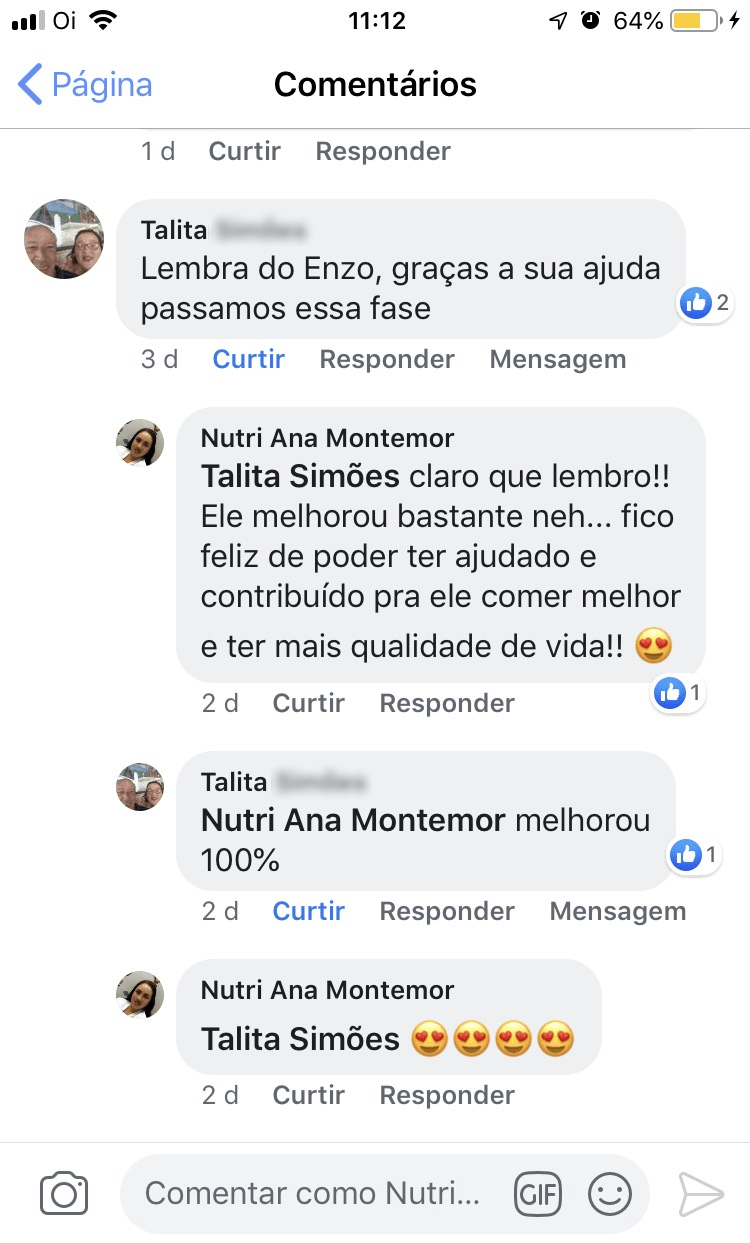 Oi 11:12 64%
Página Comentários
1 d Curtir Responder
Talita
Lembra do Enzo, graças a sua ajuda
passamos essa fase
2
3 d Curtir Responder Mensagem
Nutri Ana Montemor
Talita Simões claro que lembro!!
Ele melhorou bastante neh... fico
feliz de poder ter ajudado e
contribuído pra ele comer melhor
e ter mais qualidade de vida!! 😍
1
2 d Curtir Responder
Talita
Nutri Ana Montemor melhorou
100%
1
2 d Curtir Responder Mensagem
Nutri Ana Montemor
Talita Simões 😍😍😍😍
2 d Curtir Responder
Comentar como Nutri... GIF